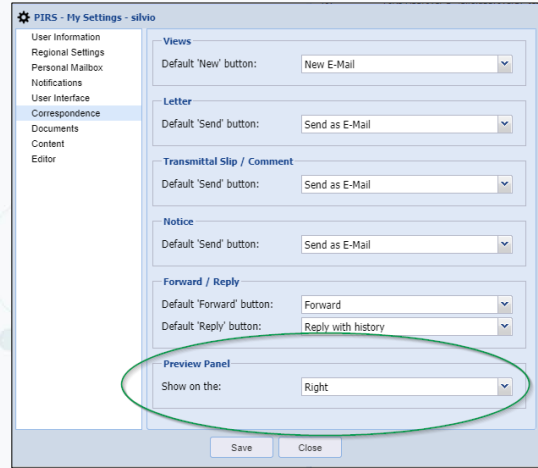 PIRS - My Settings - silvio
User Information
Regional Settings
Personal Mailbox
Notifications
User Interface
Correspondence
Documents
Content
Editor
Views
Default 'New' button: New E-Mail
Letter
Default 'Send' button: Send as E-Mail
Transmittal Slip / Comment
Default 'Send' button: Send as E-Mail
Notice
Default 'Send' button: Send as E-Mail
Forward / Reply
Default 'Forward' button: Forward
Default 'Reply' button: Reply with history
Preview Panel
Show on the: Right
Save Close